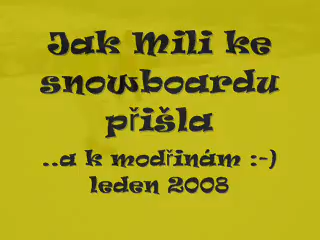 Jak Mili ke
snowboardu
přišla
..a k modřinám :-)
leden 2008